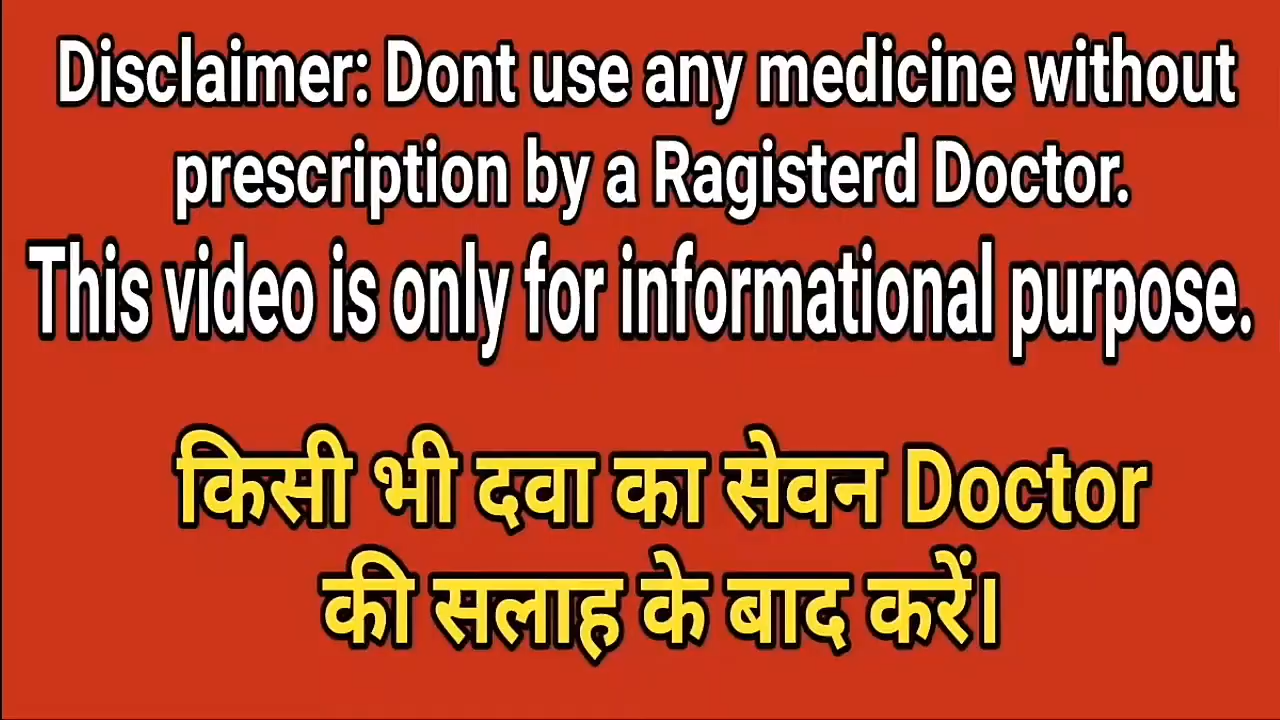 Disclaimer: Dont use any medicine without
prescription by a Ragisterd Doctor.
This video is only for informational purpose.
किसी भी दवा का सेवन Doctor
की सलाह के बाद करें।